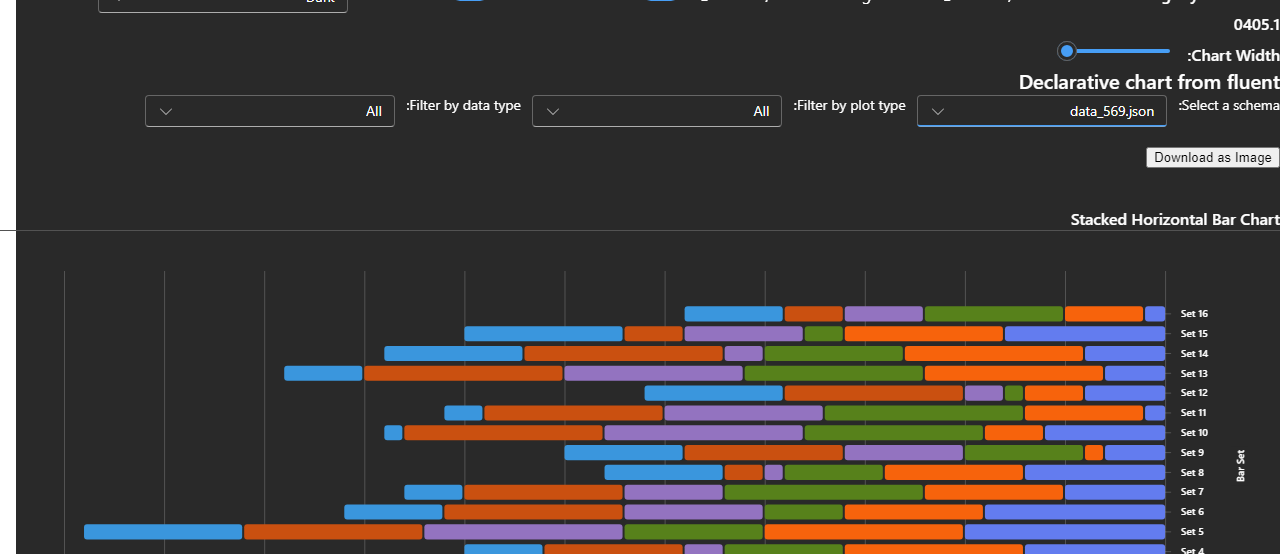 0405.1
:Chart Width
Declarative chart from fluent
:Select a schema
data_569.json
:Filter by plot type
All
:Filter by data type
All
Download as Image
Stacked Horizontal Bar Chart
Set 16
Set 15
Set 14
Set 13
Set 12
Set 11
Set 10
Set 9
Set 8
Set 7
Set 6
Set 5
Set 4
Bar Set